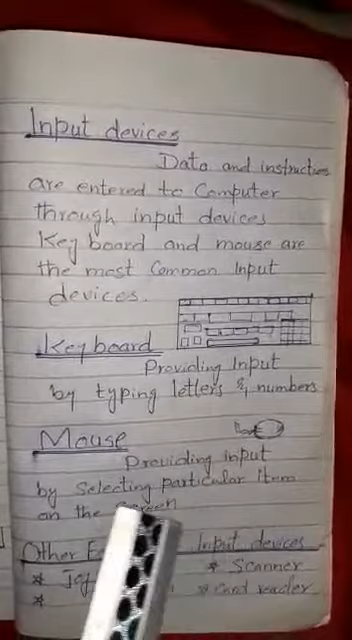 Input devices
Data and instructions
are entered to Computer
through input devices
Key board and mouse are
the most Common Input
devices.
Keyboard
Providing Input
by typing letters & numbers
Mouse
Providing input
by Selecting particular item
on the Screen
Other Input devices
* Scanner
* * Card reader